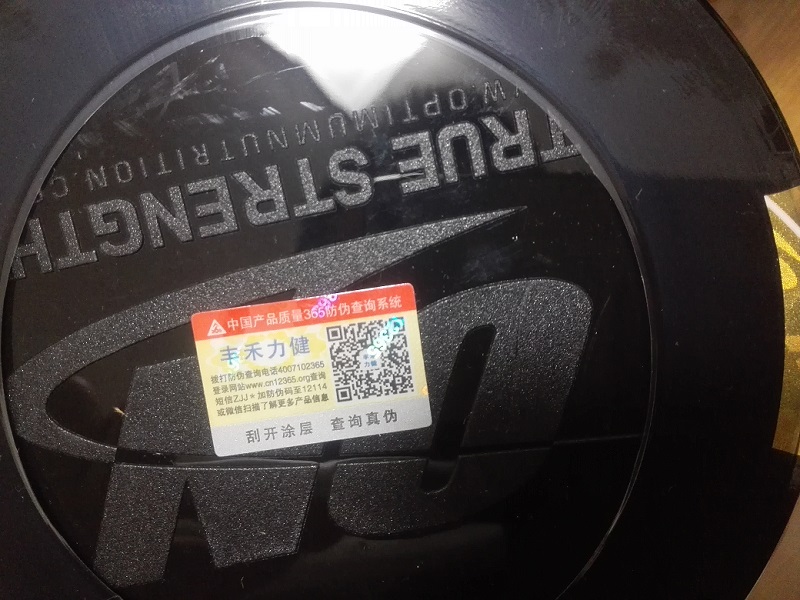 TRUE-STRENGTH
OPTIMUMNUTRITION
ON
中国产品质量365防伪查询系统
丰禾力健
拨打防伪查询电话4007102365
登录网站www.cn12365.org查询
短信ZJJ*加防伪码至12114
或微信扫描了解更多产品信息
丰禾
力健
刮开涂层 查询真伪